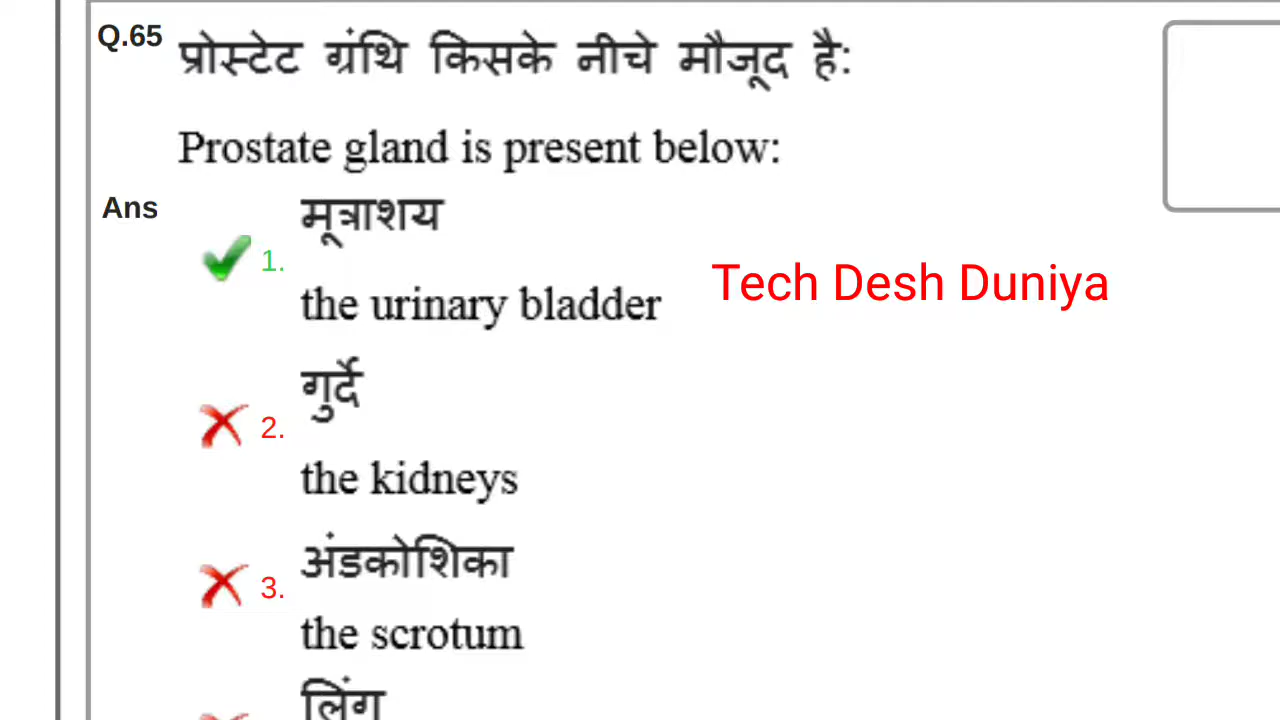 Q.65 प्रोस्टेट ग्रंथि किसके नीचे मौजूद है:
Prostate gland is present below:
Ans
मूत्राशय
1.
the urinary bladder
Tech Desh Duniya
गुर्दे
2.
the kidneys
अंडकोशिका
3.
the scrotum
लिंग